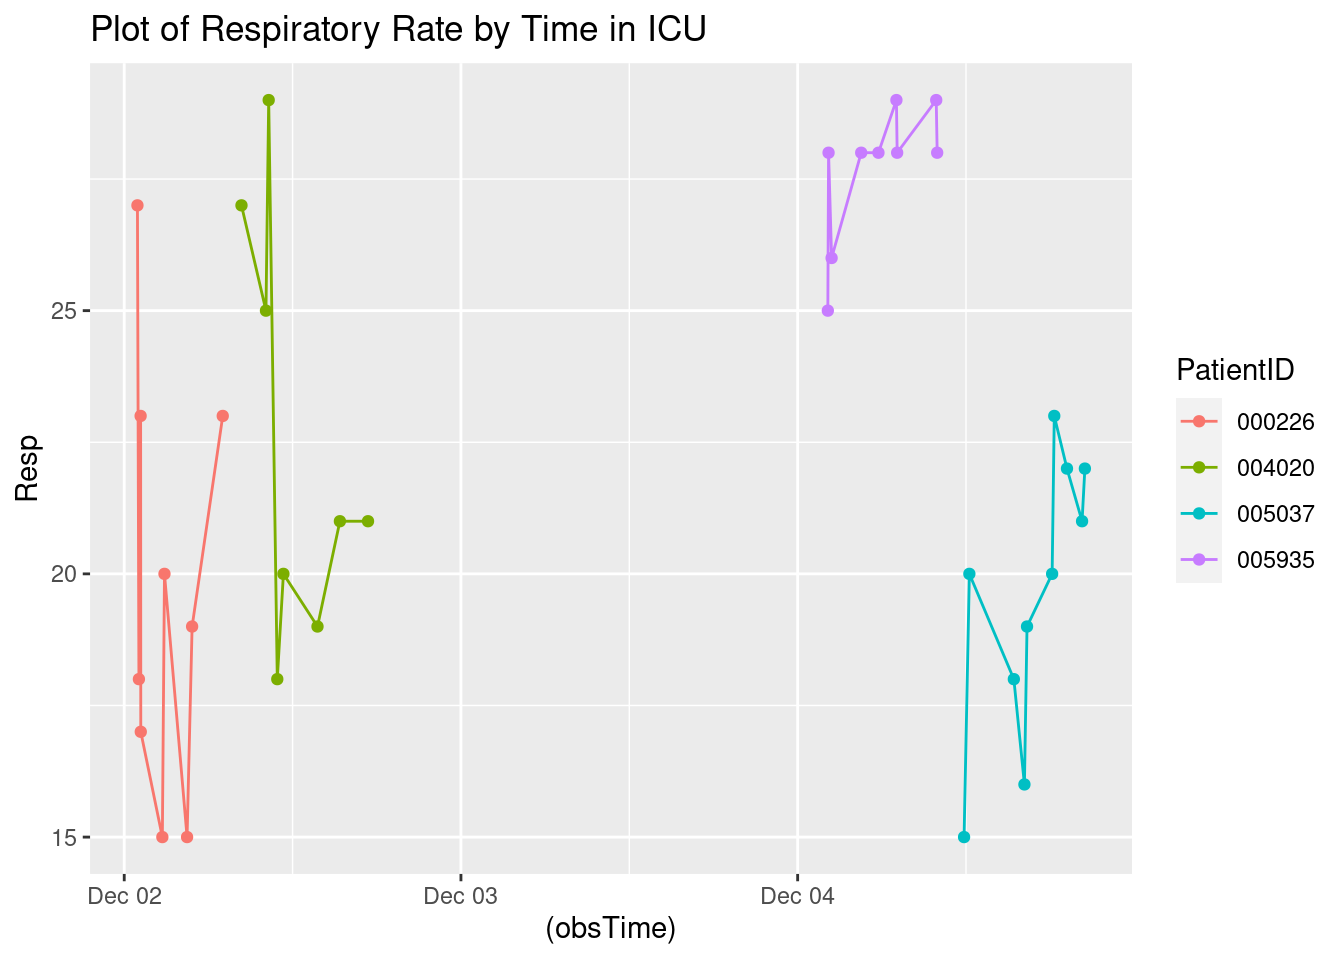 Plot of Respiratory Rate by Time in ICU
Resp
25
20
15
Dec 02
Dec 03
Dec 04
(obsTime)
PatientID
000226
004020
005037
005935